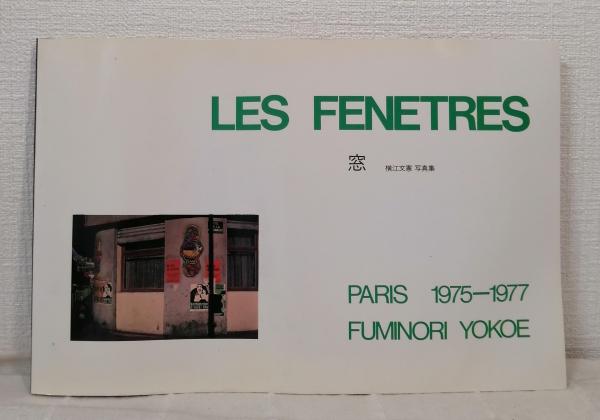 LES FENETRES
窓 横江文憲 写真集
PARIS 1975—1977
FUMINORI YOKOE